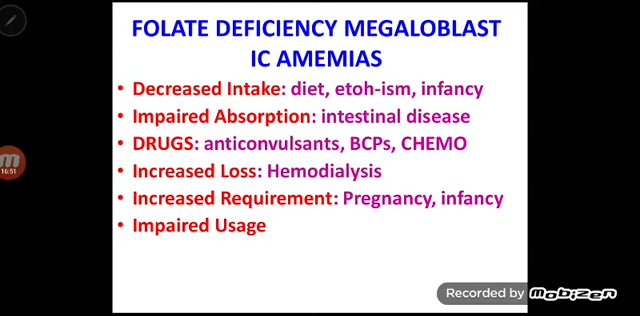 FOLATE DEFICIENCY MEGALOBLAST
IC AMEMIAS
• Decreased Intake: diet, etoh-ism, infancy
• Impaired Absorption: intestinal disease
• DRUGS: anticonvulsants, BCPs, CHEMO
• Increased Loss: Hemodialysis
• Increased Requirement: Pregnancy, infancy
• Impaired Usage
m
16:51
Recorded by mobizen